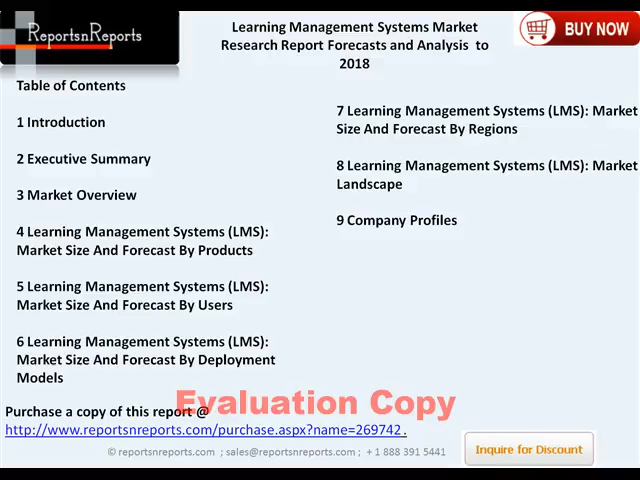 ReportsnReports
Learning Management Systems Market
Research Report Forecasts and Analysis to
2018
BUY NOW
Table of Contents
1 Introduction
2 Executive Summary
3 Market Overview
4 Learning Management Systems (LMS):
Market Size And Forecast By Products
5 Learning Management Systems (LMS):
Market Size And Forecast By Users
6 Learning Management Systems (LMS):
Market Size And Forecast By Deployment
Models
7 Learning Management Systems (LMS): Market
Size And Forecast By Regions
8 Learning Management Systems (LMS): Market
Landscape
9 Company Profiles
Evaluation Copy
Purchase a copy of this report @
http://www.reportsnreports.com/purchase.aspx?name=269742 .
© reportsnreports.com ; sales@reportsnreports.com ; + 1 888 391 5441
Inquire for Discount